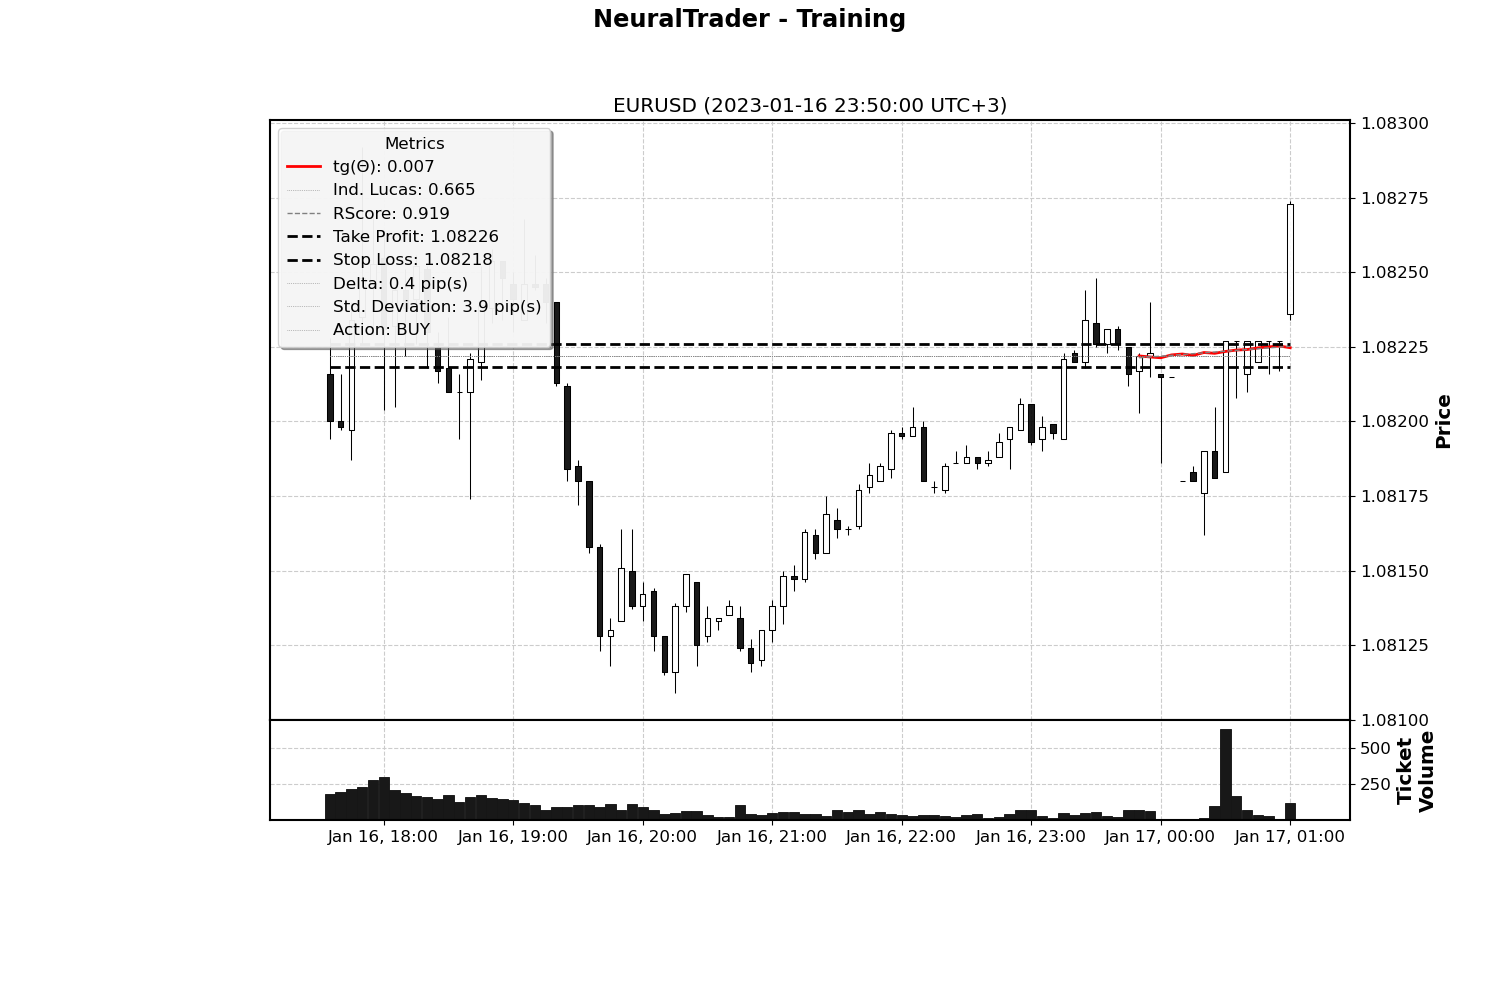 NeuralTrader - Training
EURUSD (2023-01-16 23:50:00 UTC+3)
Metrics
tg(Θ): 0.007
Ind. Lucas: 0.665
RScore: 0.919
Take Profit: 1.08226
Stop Loss: 1.08218
Delta: 0.4 pip(s)
Std. Deviation: 3.9 pip(s)
Action: BUY
1.08300
1.08275
1.08250
1.08225
1.08200
1.08175
1.08150
1.08125
1.08100
Price
500
250
Ticket
Volume
Jan 16, 18:00
Jan 16, 19:00
Jan 16, 20:00
Jan 16, 21:00
Jan 16, 22:00
Jan 16, 23:00
Jan 17, 00:00
Jan 17, 01:00